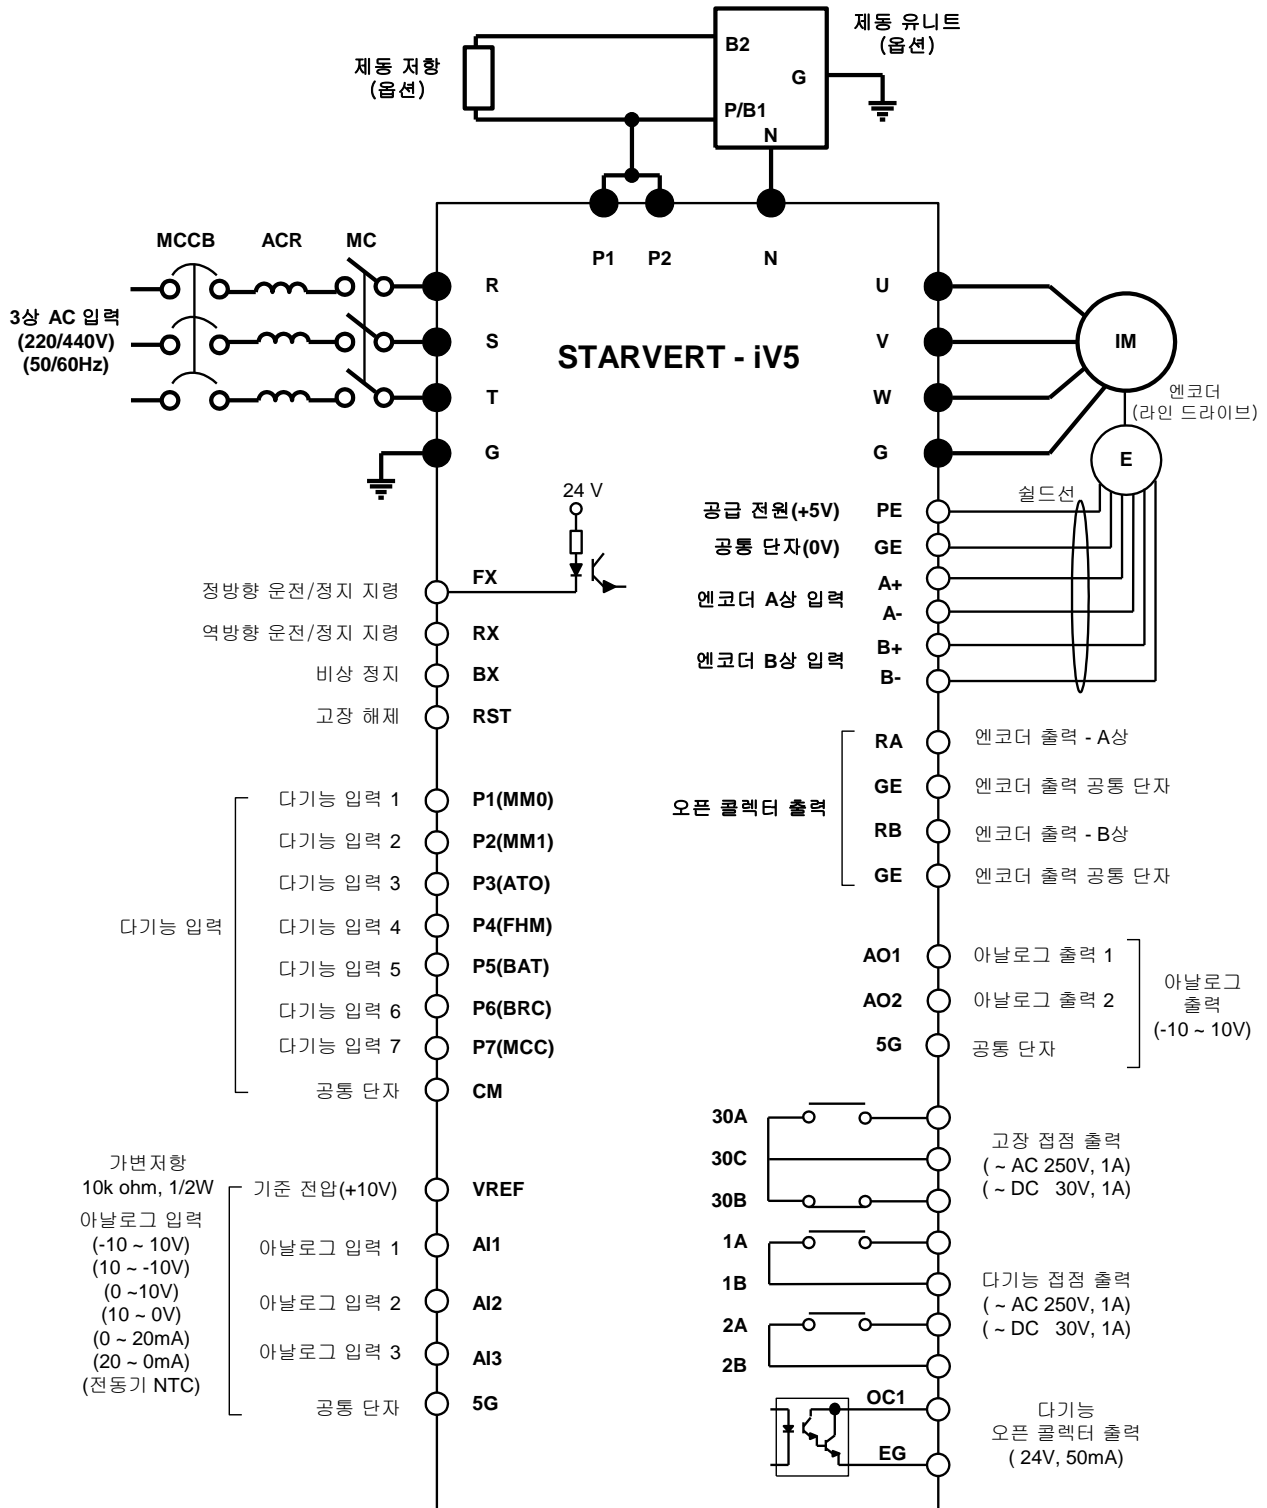 제동 유니트
(옵션)
제동 저항
(옵션)
B2
G
P/B1
N
P1 P2 N
MCCB ACR MC
3상 AC 입력
(220/440V)
(50/60Hz)
R
S
T
G
STARVERT - iV5
U
V
W
G
IM
엔코더
(라인 드라이브)
E
쉴드선
24 V
공급 전원(+5V) PE
공통 단자(0V) GE
엔코더 A상 입력
A+
A-
엔코더 B상 입력
B+
B-
정방향 운전/정지 지령 FX
역방향 운전/정지 지령 RX
비상 정지 BX
고장 해제 RST
오픈 콜렉터 출력
RA 엔코더 출력 - A상
GE 엔코더 출력 공통 단자
RB 엔코더 출력 - B상
GE 엔코더 출력 공통 단자
다기능 입력
다기능 입력 1 P1(MM0)
다기능 입력 2 P2(MM1)
다기능 입력 3 P3(ATO)
다기능 입력 4 P4(FHM)
다기능 입력 5 P5(BAT)
다기능 입력 6 P6(BRC)
다기능 입력 7 P7(MCC)
공통 단자 CM
AO1 아날로그 출력 1
AO2 아날로그 출력 2
5G 공통 단자
아날로그
출력
(-10 ~ 10V)
가변저항
10k ohm, 1/2W
아날로그 입력
(-10 ~ 10V)
(10 ~ -10V)
(0 ~10V)
(10 ~ 0V)
(0 ~ 20mA)
(20 ~ 0mA)
(전동기 NTC)
기준 전압(+10V) VREF
아날로그 입력 1 AI1
아날로그 입력 2 AI2
아날로그 입력 3 AI3
공통 단자 5G
30A
30C
30B
고장 접점 출력
( ~ AC 250V, 1A)
( ~ DC 30V, 1A)
1A
1B
2A
2B
다기능 접점 출력
( ~ AC 250V, 1A)
( ~ DC 30V, 1A)
OC1
EG
다기능
오픈 콜렉터 출력
( 24V, 50mA)